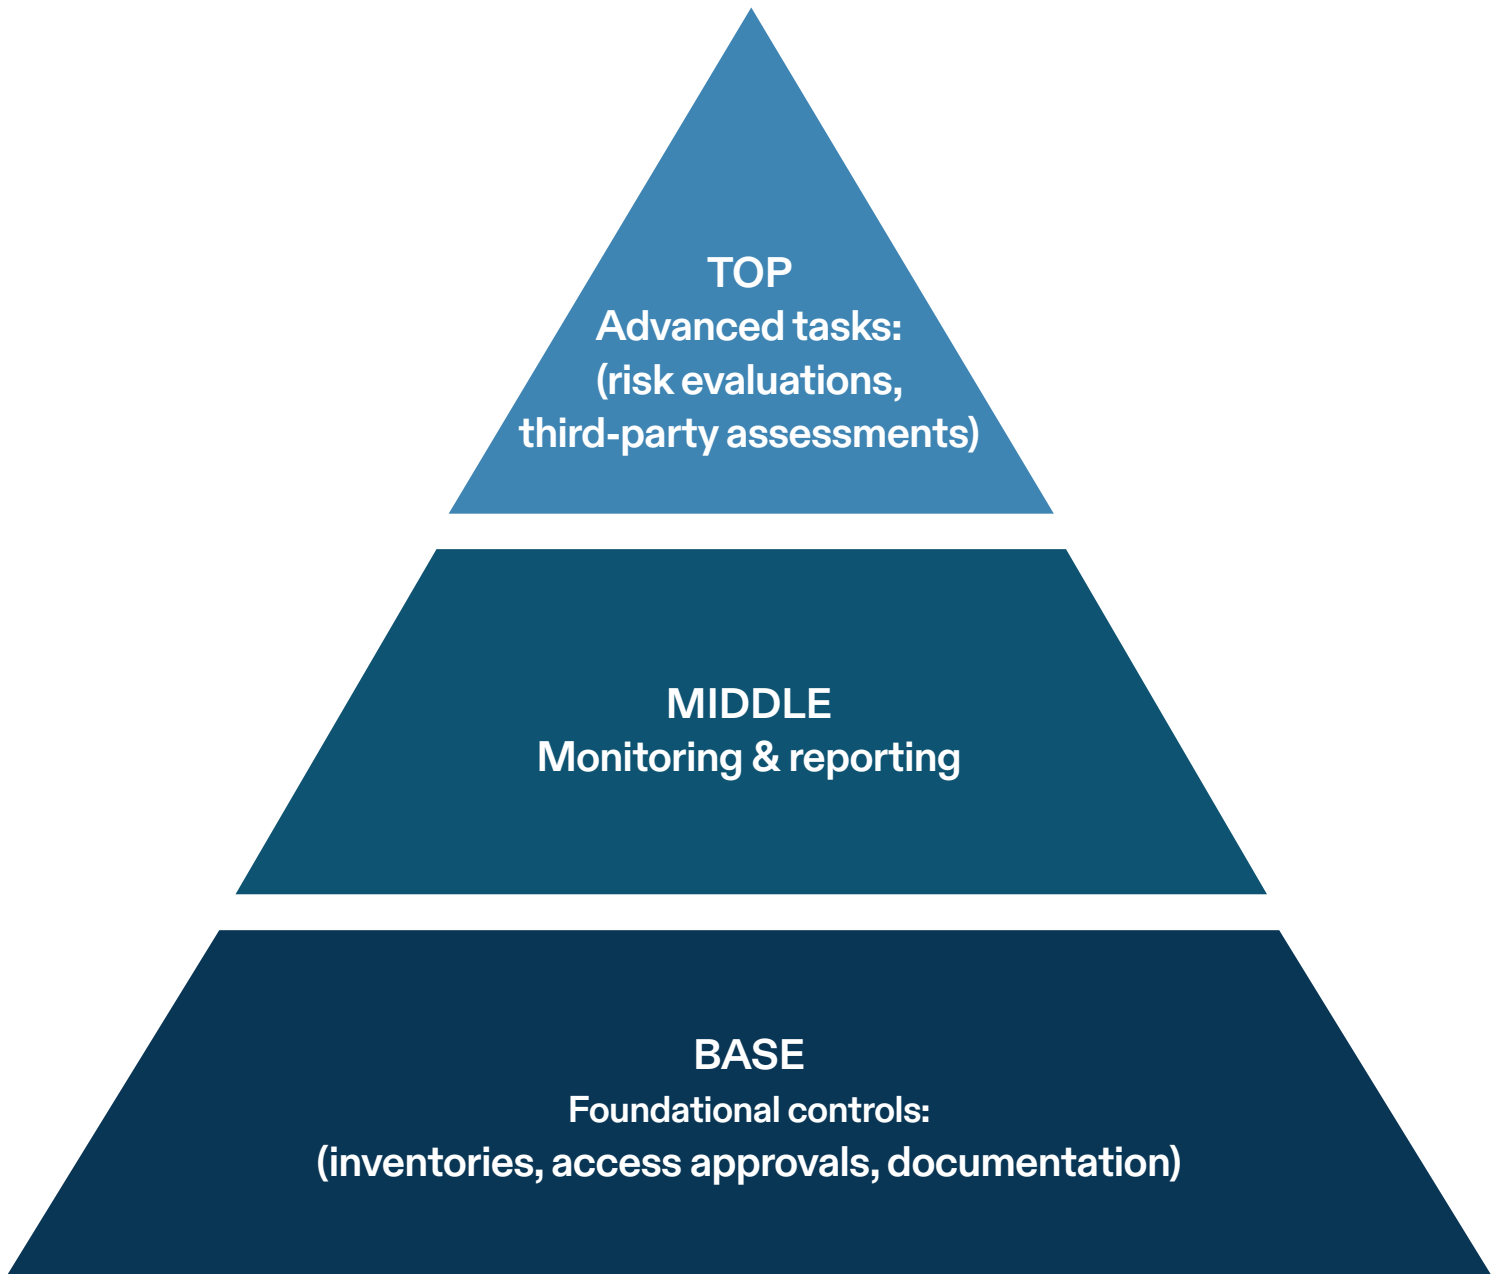 TOP
Advanced tasks:
(risk evaluations,
third-party assessments)
MIDDLE
Monitoring & reporting
BASE
Foundational controls:
(inventories, access approvals, documentation)